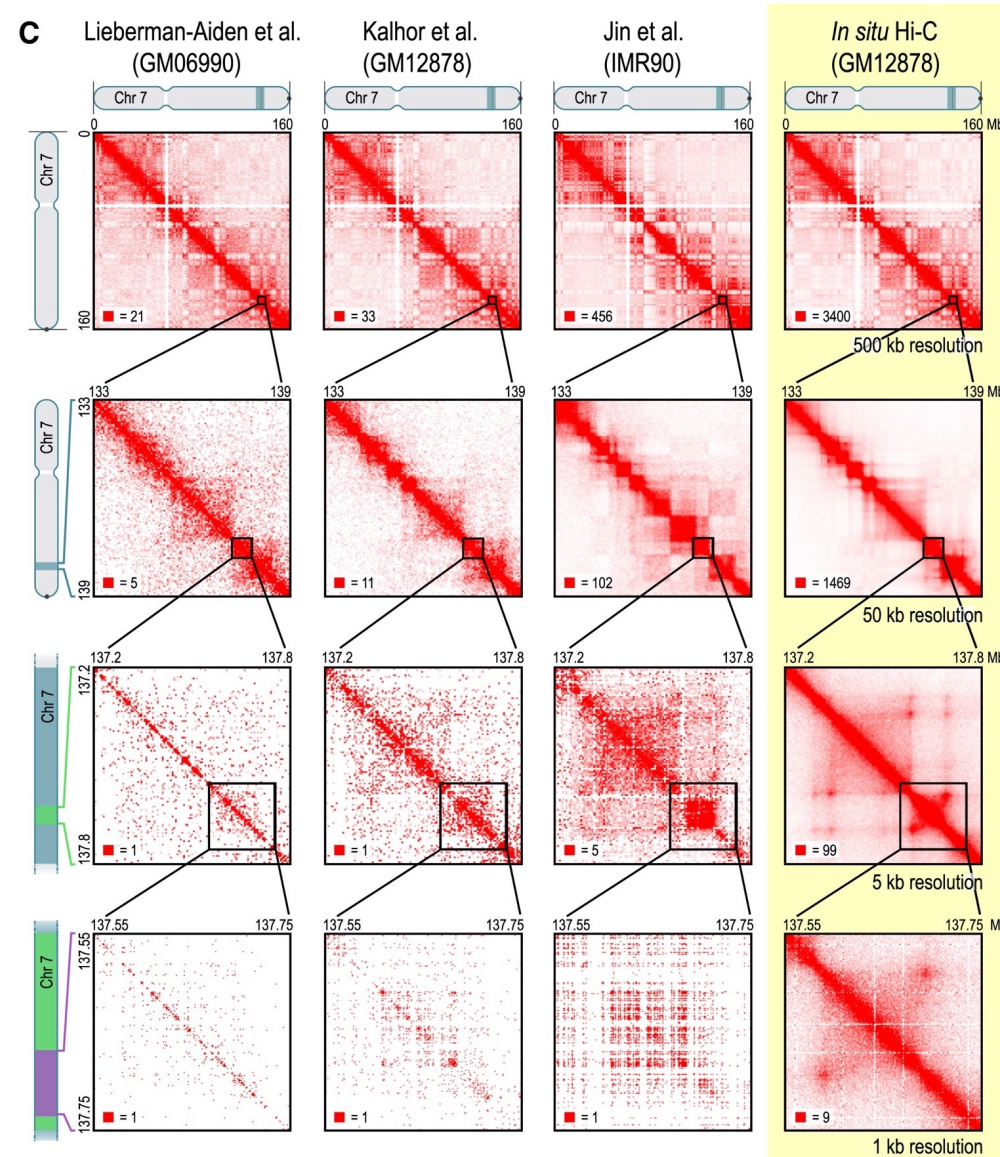 C
Lieberman-Aiden et al.
(GM06990)
Kalhor et al.
(GM12878)
Jin et al.
(IMR90)
In situ Hi-C
(GM12878)
Chr 7
Chr 7
Chr 7
Chr 7
0 160
0 160
0 160
0 160 Mb
Chr 7
0
160
= 21
= 33
= 456
= 3400
500 kb resolution
133 139
133 139
133 139
133 139 Mb
Chr 7
133
139
= 5
= 11
= 102
= 1469
50 kb resolution
137.2 137.8
137.2 137.8
137.2 137.8
137.2 137.8 Mb
Chr 7
137.2
137.8
= 1
= 1
= 5
= 99
5 kb resolution
137.55 137.75
137.55 137.75
137.55 137.75
137.55 137.75 M
Chr 7
137.55
137.75
= 1
= 1
= 1
= 9
1 kb resolution